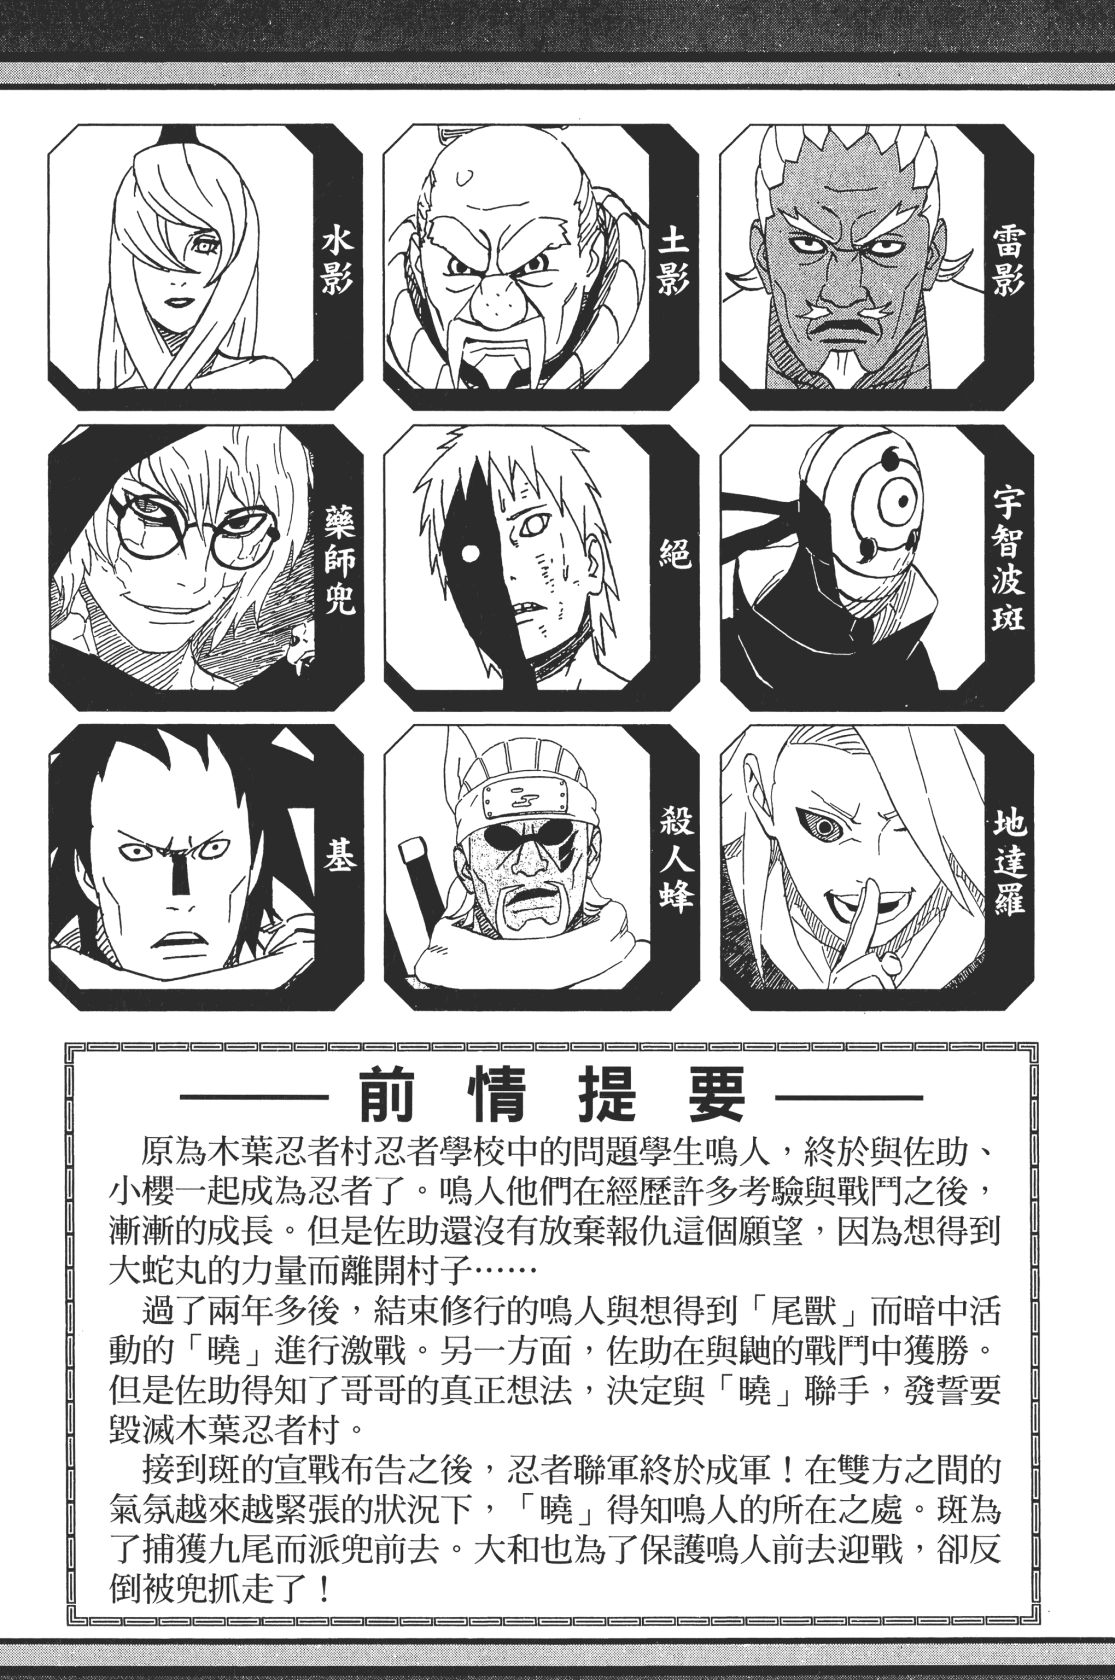 雷影
土影
水影
宇智波斑
絕
藥師兜
地達羅
殺人蜂
基
前情提要
原為木葉忍者村忍者學校中的問題學生鳴人，終於與佐助、
小櫻一起成為忍者了。鳴人他們在經歷許多考驗與戰鬥之後，
漸漸的成長。但是佐助還沒有放棄報仇這個願望，因為想得到
大蛇丸的力量而離開村子……
過了兩年多後，結束修行的鳴人與想得到「尾獸」而暗中活
動的「曉」進行激戰。另一方面，佐助在與鼬的戰鬥中獲勝。
但是佐助得知了哥哥的真正想法，決定與「曉」聯手，發誓要
毀滅木葉忍者村。
接到斑的宣戰布告之後，忍者聯軍終於成軍！在雙方之間的
氣氛越來越緊張的狀況下，「曉」得知鳴人的所在之處。斑為
了捕獲九尾而派兜前去。大和也為了保護鳴人前去迎戰，卻反
倒被兜抓走了！